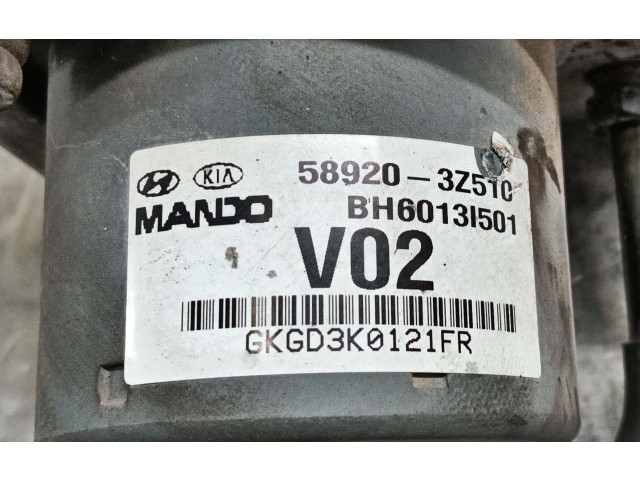 KIA 58920-3Z510
MANDO BH6013I501
V02
GKGD3K0121FR